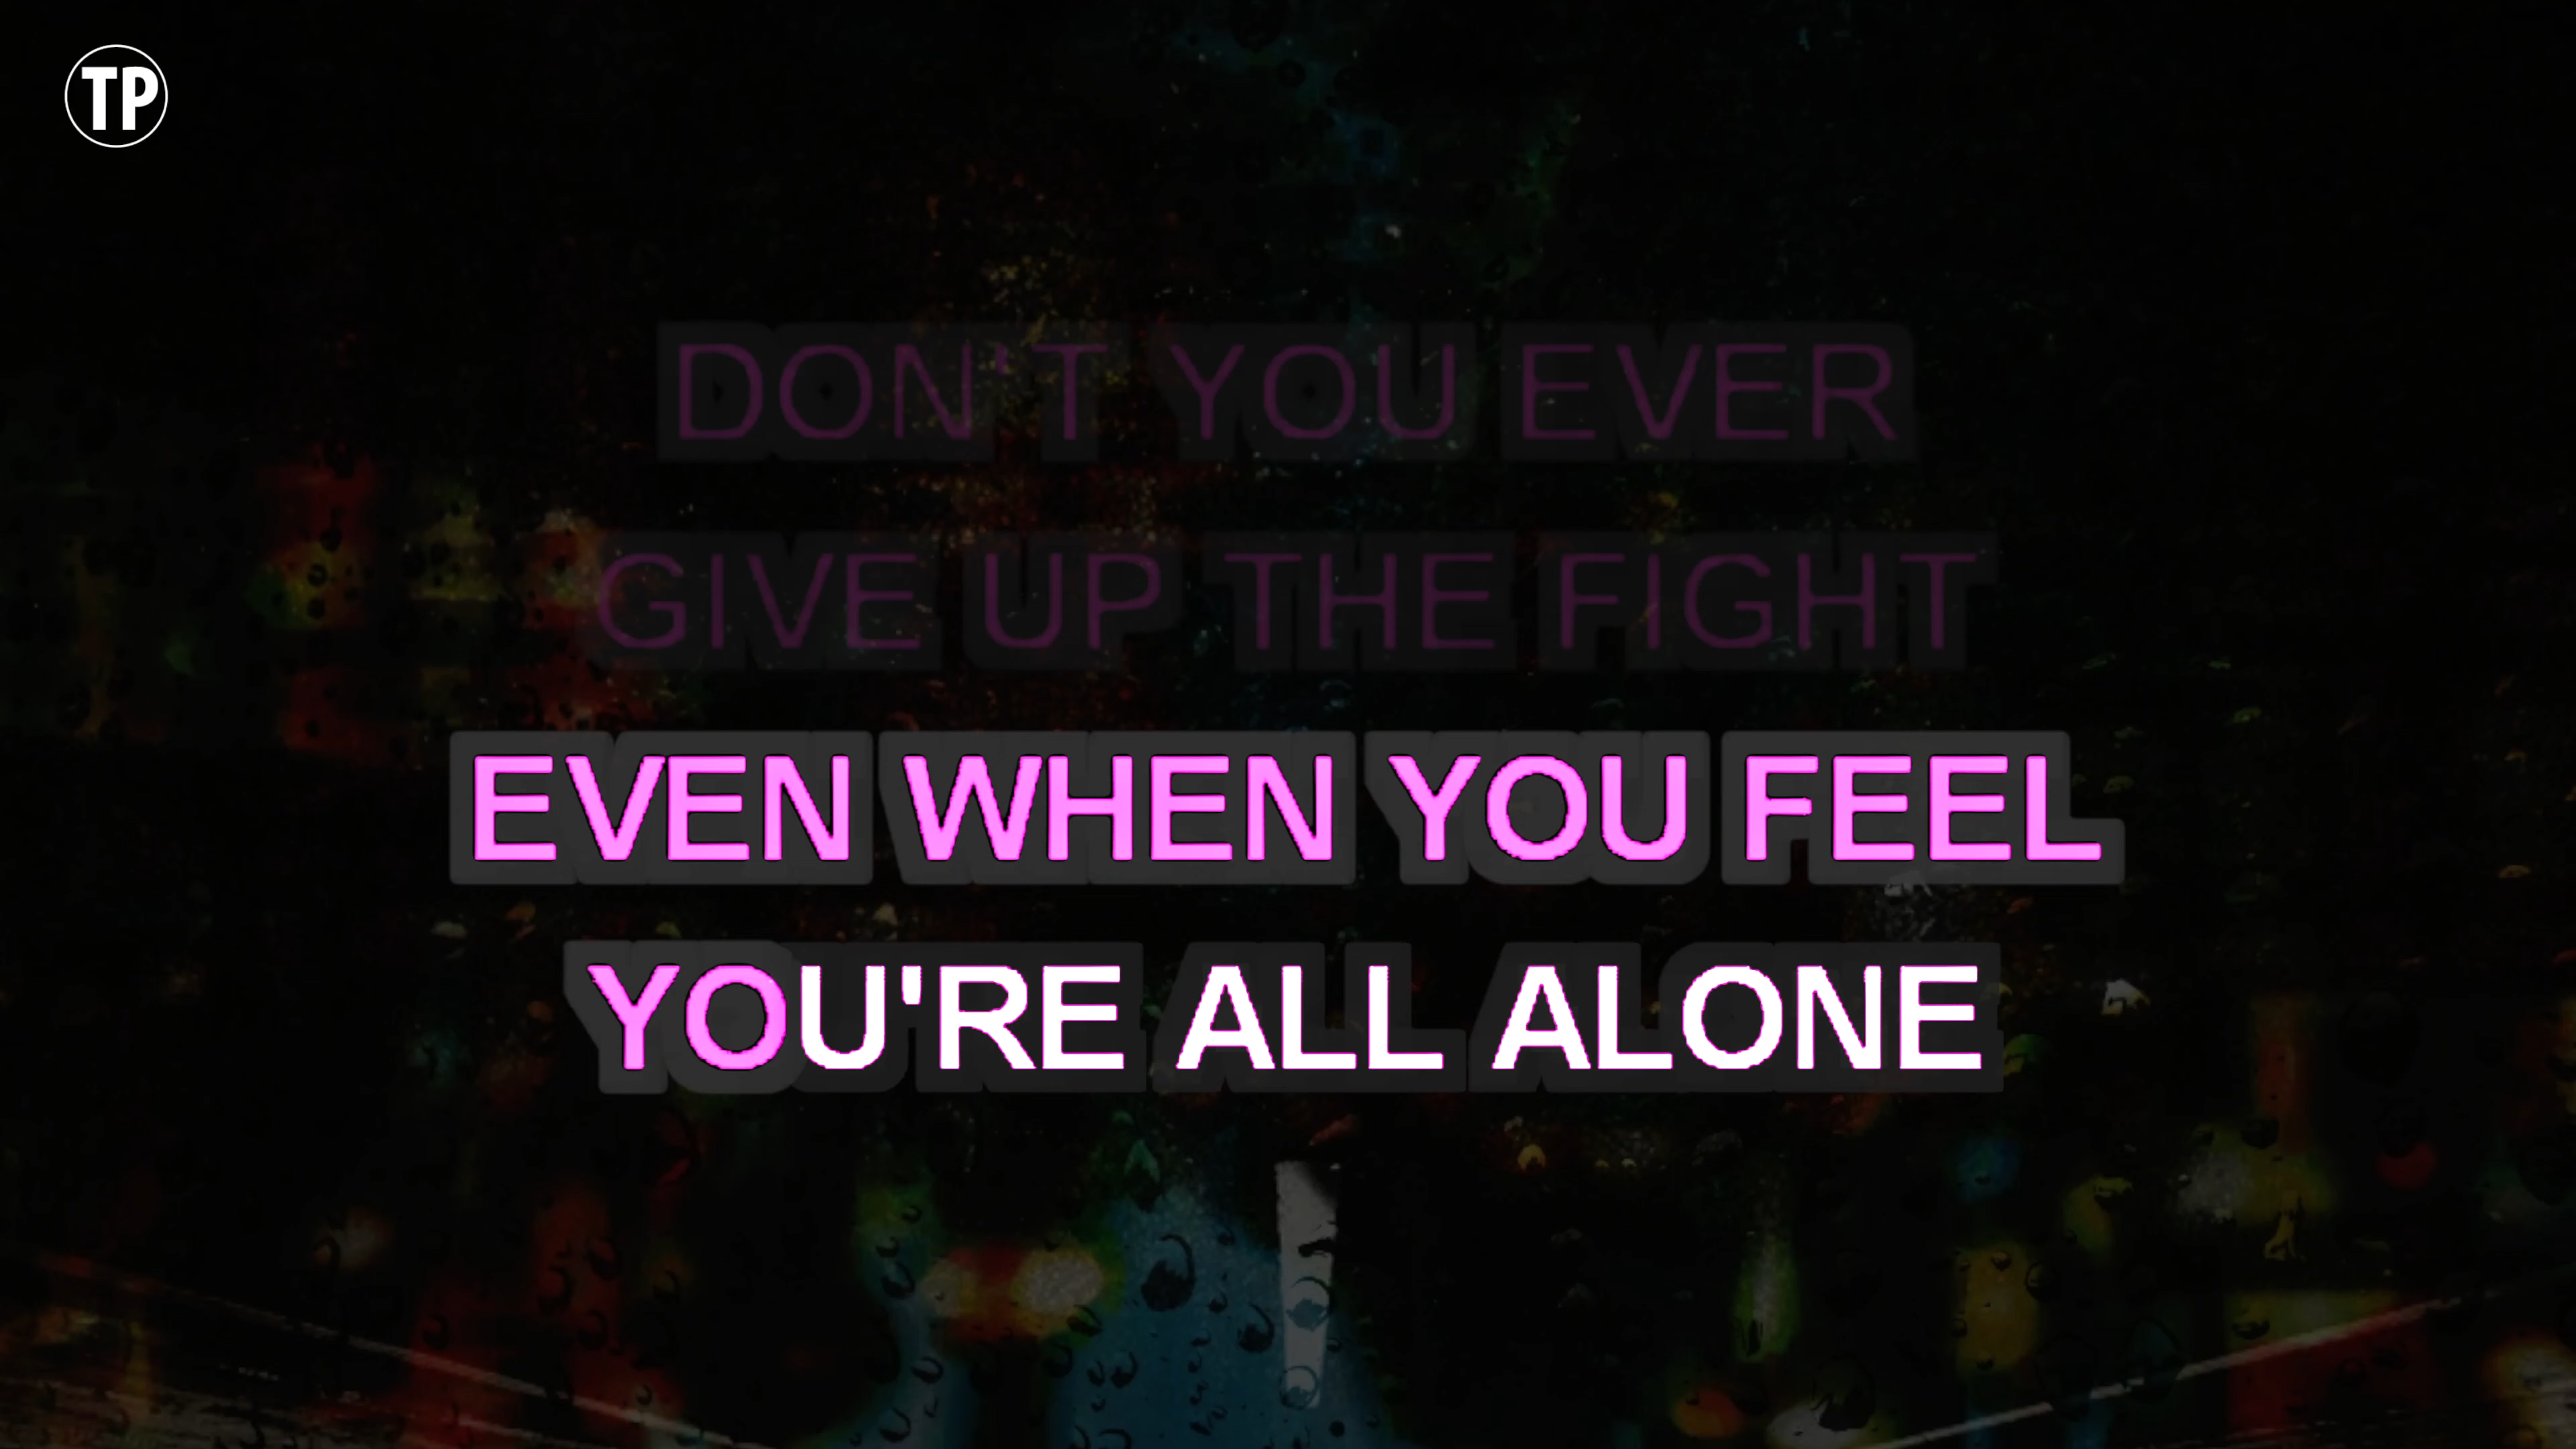 TP
DON'T YOU EVER
GIVE UP THE FIGHT
EVEN WHEN YOU FEEL
YOU'RE ALL ALONE